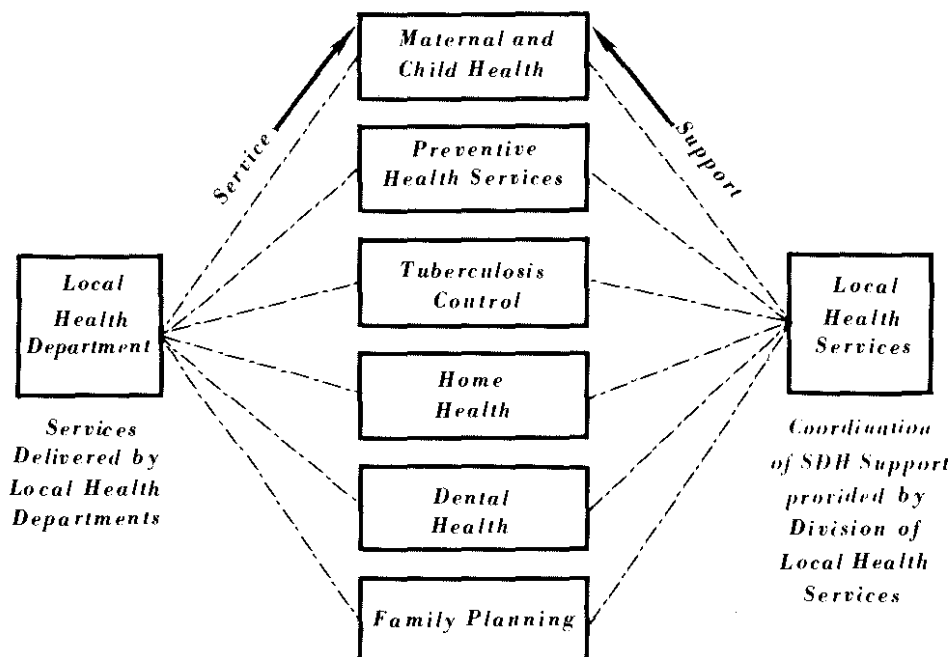 Maternal and
Child Health
Service
Support
Preventive
Health Services
Local
Health
Department
Tuberculosis
Control
Local
Health
Services
Home
Health
Services
Delivered by
Local Health
Departments
Coordination
of SDH Support
provided by
Division of
Local Health
Services
Dental
Health
Family Planning